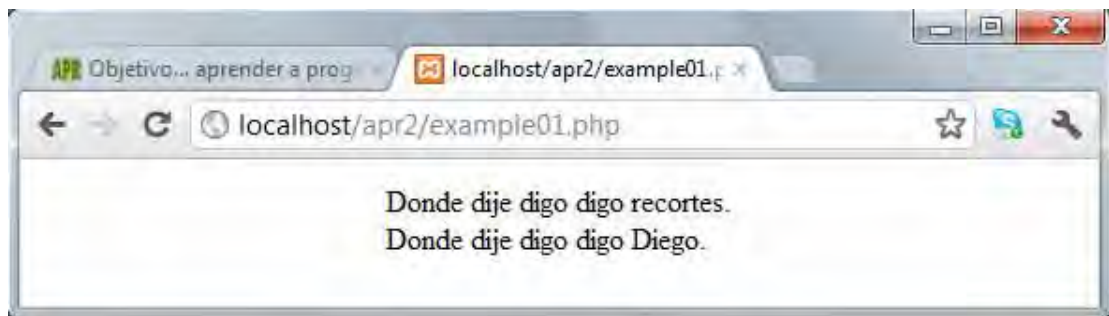 APR Objetivo... aprender a prog
localhost/apr2/example01.p
localhost/apr2/example01.php
Donde dije digo digo recortes.
Donde dije digo digo Diego.